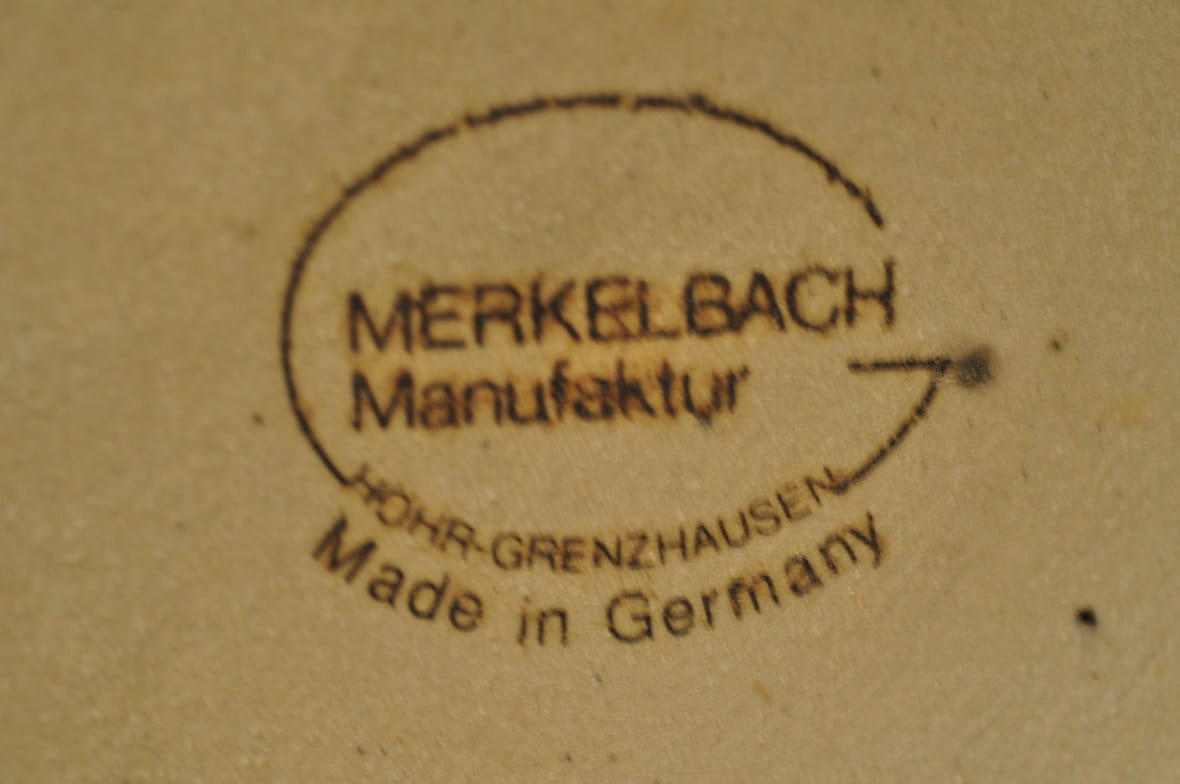 MERKELBACH
Manufaktur
HÖHR-GRENZHAUSEN
Made in Germany